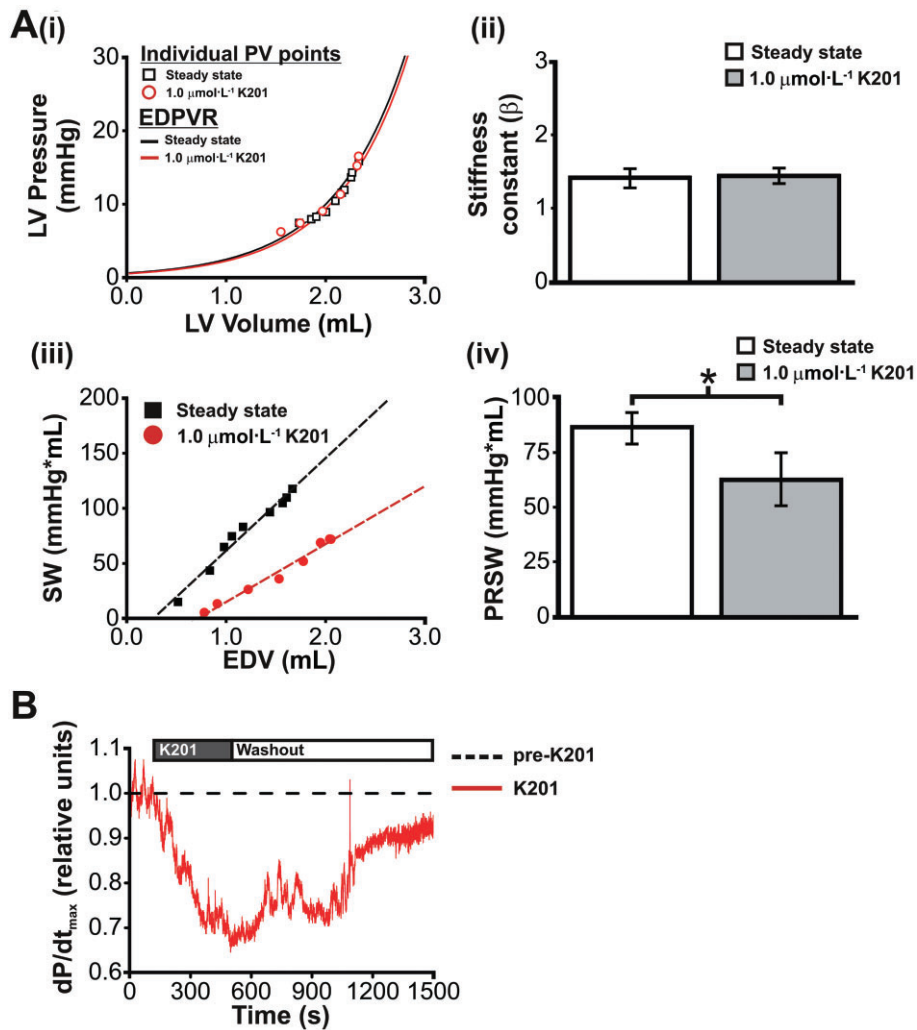 A(i)
Individual PV points
Steady state
1.0 μmol·L⁻¹ K201
EDPVR
Steady state
1.0 μmol·L⁻¹ K201
LV Pressure
(mmHg)
30
20
10
0
0.0 1.0 2.0 3.0
LV Volume (mL)
(ii)
Steady state
1.0 μmol·L⁻¹ K201
Stiffness
constant (β)
3
2
1
0
(iii)
Steady state
1.0 μmol·L⁻¹ K201
SW (mmHg*mL)
200
150
100
50
0
0.0 1.0 2.0 3.0
EDV (mL)
(iv)
Steady state
1.0 μmol·L⁻¹ K201
*
PRSW (mmHg*mL)
100
75
50
25
0
B
K201 Washout
pre-K201
K201
dP/dtmax (relative units)
1.1
1.0
0.9
0.8
0.7
0.6
0 300 600 900 1200 1500
Time (s)